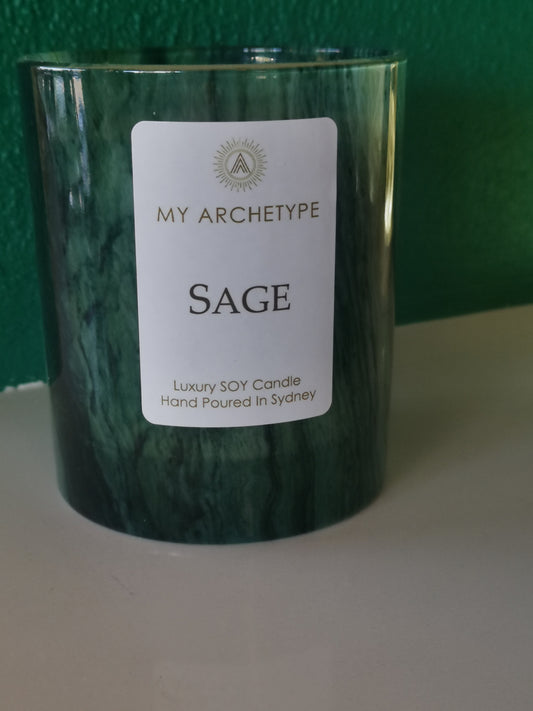 MY ARCHETYPE
SAGE
Luxury SOY Candle
Hand Poured In Sydney